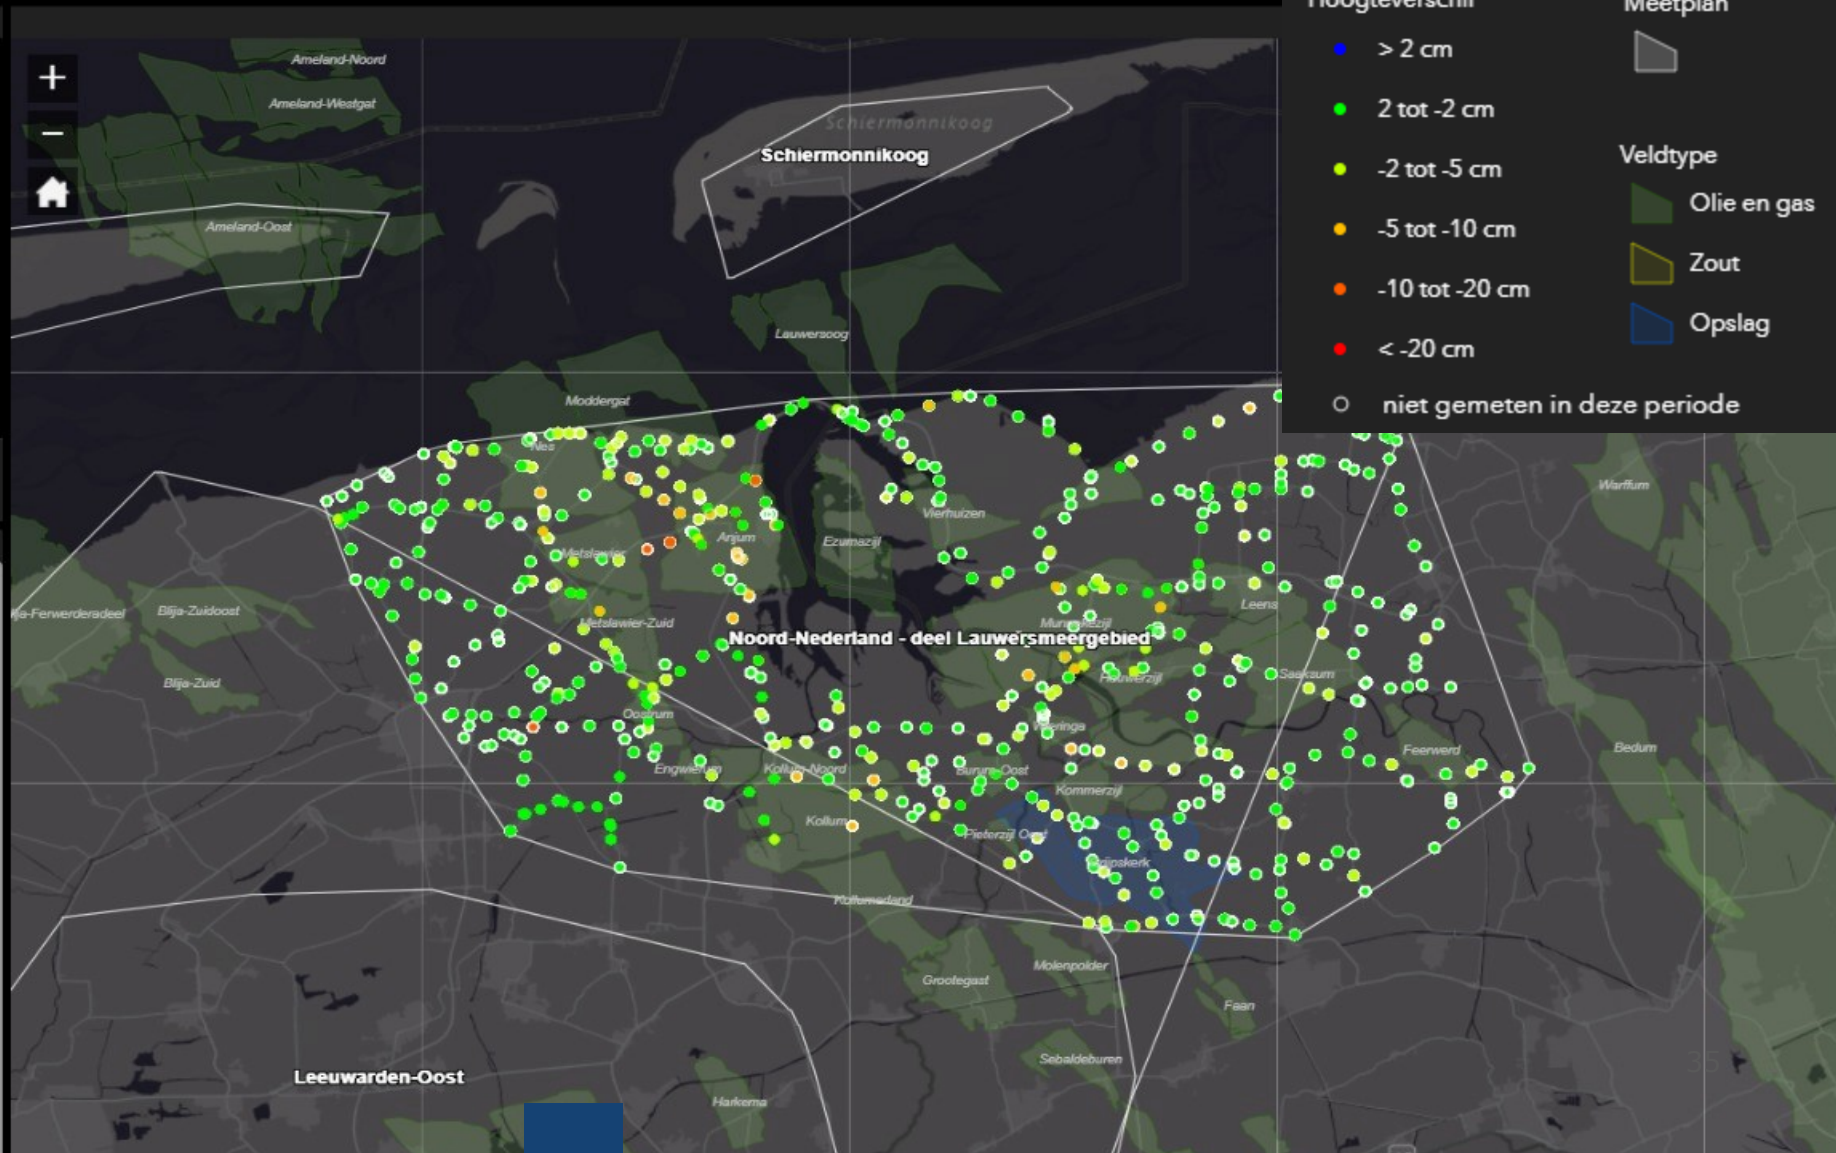 Hoogteverschil
Meetplan
> 2 cm
2 tot -2 cm
-2 tot -5 cm
-5 tot -10 cm
-10 tot -20 cm
< -20 cm
niet gemeten in deze periode
Veldtype
Olie en gas
Zout
Opslag
+
−
Ameland-Noord
Ameland-Westgat
Schiermonnikoog
Schiermonnikoog
Ameland-Oost
Lauwersoog
Moddergat
Nes
Warffum
Vierhuizen
Anjum
Ezumazijl
Metslawier
Leens
Blija-Zuidoost
Metslawier-Zuid
Noord-Nederland - deel Lauwersmeergebied
Saaksum
Houwerzijl
Blija-Zuid
Oostrum
Feerwerd
Bedum
Engwierum
Kollum-Noord
Burum-Oost
Kommerzijl
Kollum
Pieterzijl Oost
Grijpskerk
Kollumerland
Molenpolder
Grootegast
Faan
Sebaldeburen
Leeuwarden-Oost
Harkema